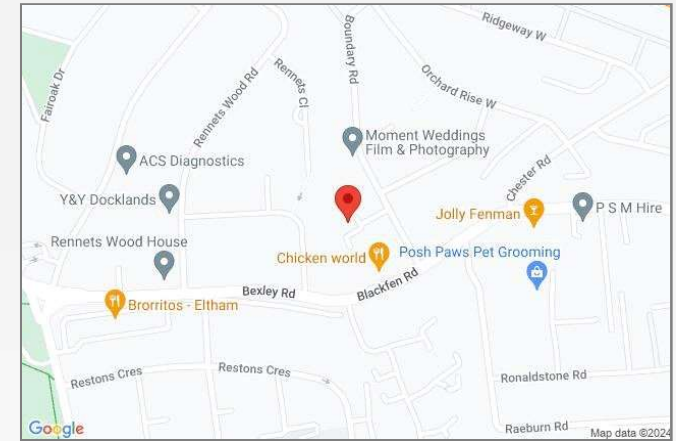 Ridgeway W
Boundary Rd
Fairoak Dr
Rennets Wood Rd
Rennets Cl
Orchard Rise W
Moment Weddings
Film & Photography
ACS Diagnostics
Chester Rd
Y&Y Docklands
Jolly Fenman
P S M Hire
Rennets Wood House
Chicken world
Posh Paws Pet Grooming
Bexley Rd
Blackfen Rd
Brorritos - Eltham
Restons Cres
Restons Cres
Ronaldstone Rd
Raeburn Rd
Google
Map data ©2024